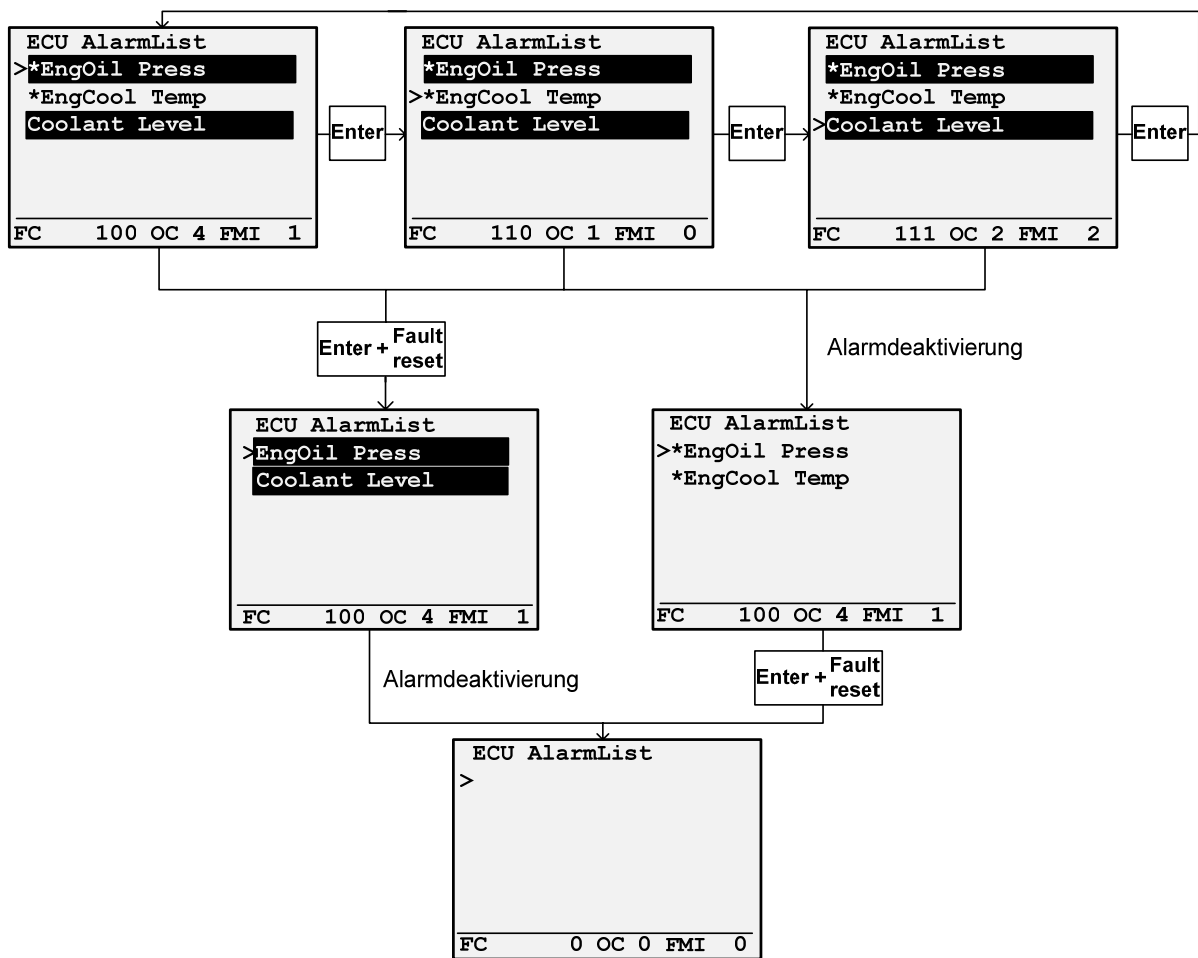 ECU AlarmList
>*EngOil Press
*EngCool Temp
Coolant Level
FC 100 OC 4 FMI 1
Enter
ECU AlarmList
*EngOil Press
>*EngCool Temp
Coolant Level
FC 110 OC 1 FMI 0
Enter
ECU AlarmList
*EngOil Press
*EngCool Temp
>Coolant Level
FC 111 OC 2 FMI 2
Enter
Enter + Fault
reset
Alarmdeaktivierung
ECU AlarmList
>EngOil Press
Coolant Level
FC 100 OC 4 FMI 1
ECU AlarmList
>*EngOil Press
*EngCool Temp
FC 100 OC 4 FMI 1
Alarmdeaktivierung
Enter + Fault
reset
ECU AlarmList
>
FC 0 OC 0 FMI 0